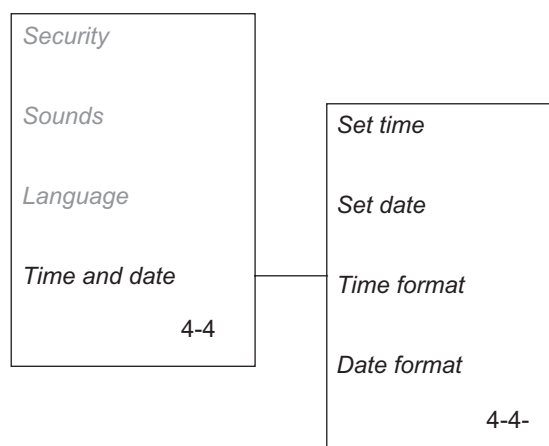 Security
Sounds
Language
Time and date
4-4
Set time
Set date
Time format
Date format
4-4-